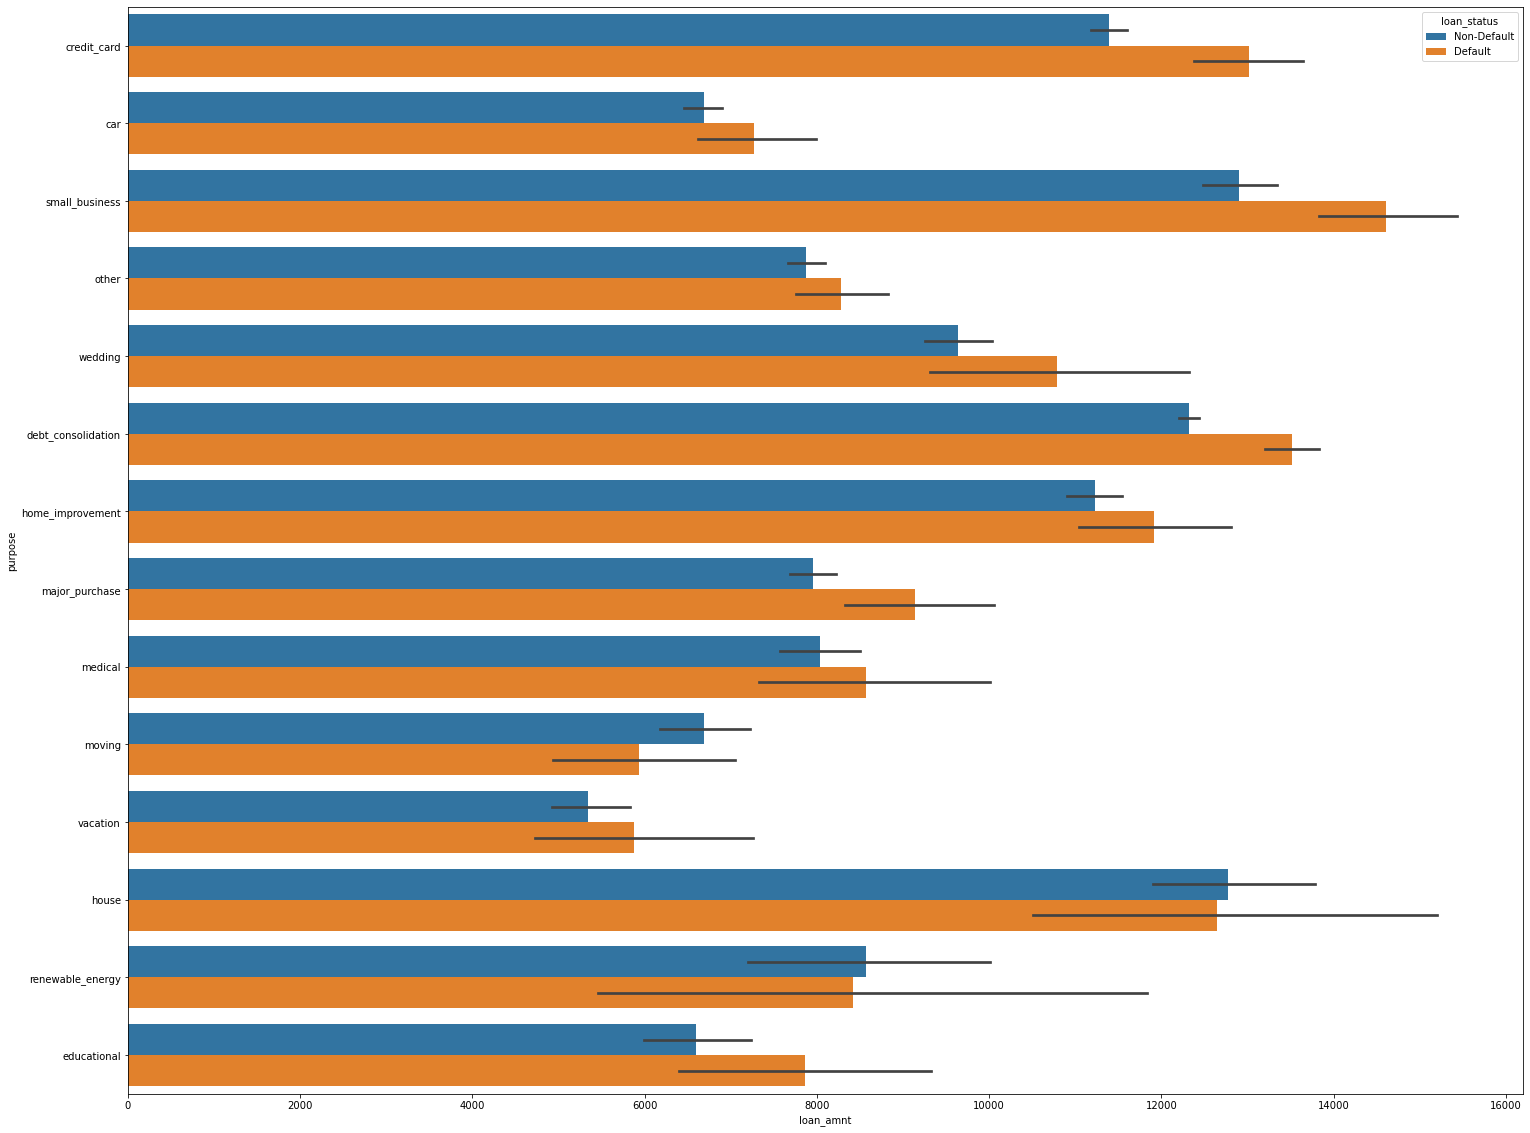 loan_status
Non-Default
Default
purpose
credit_card
car
small_business
other
wedding
debt_consolidation
home_improvement
major_purchase
medical
moving
vacation
house
renewable_energy
educational
0 2000 4000 6000 8000 10000 12000 14000 16000
loan_amnt